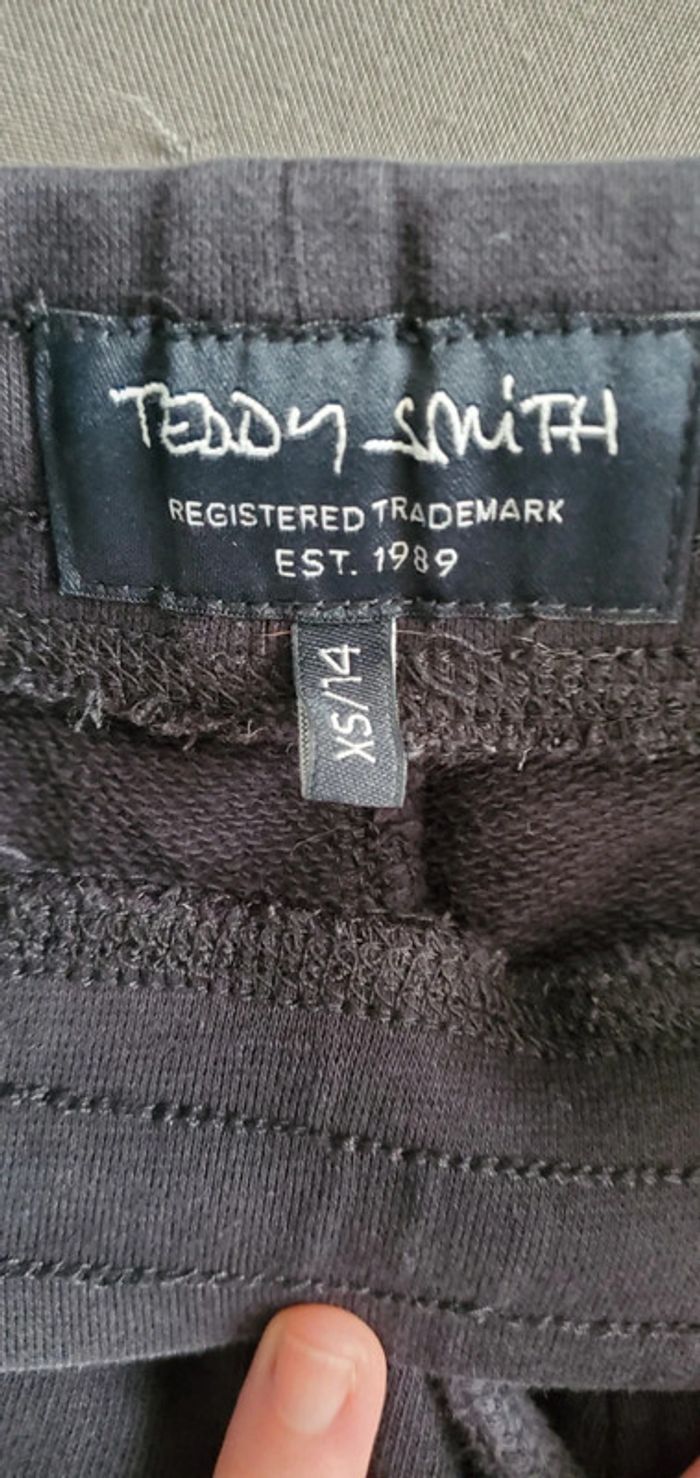 TEDDY SMITH
REGISTERED TRADEMARK
EST. 1989
XS/14